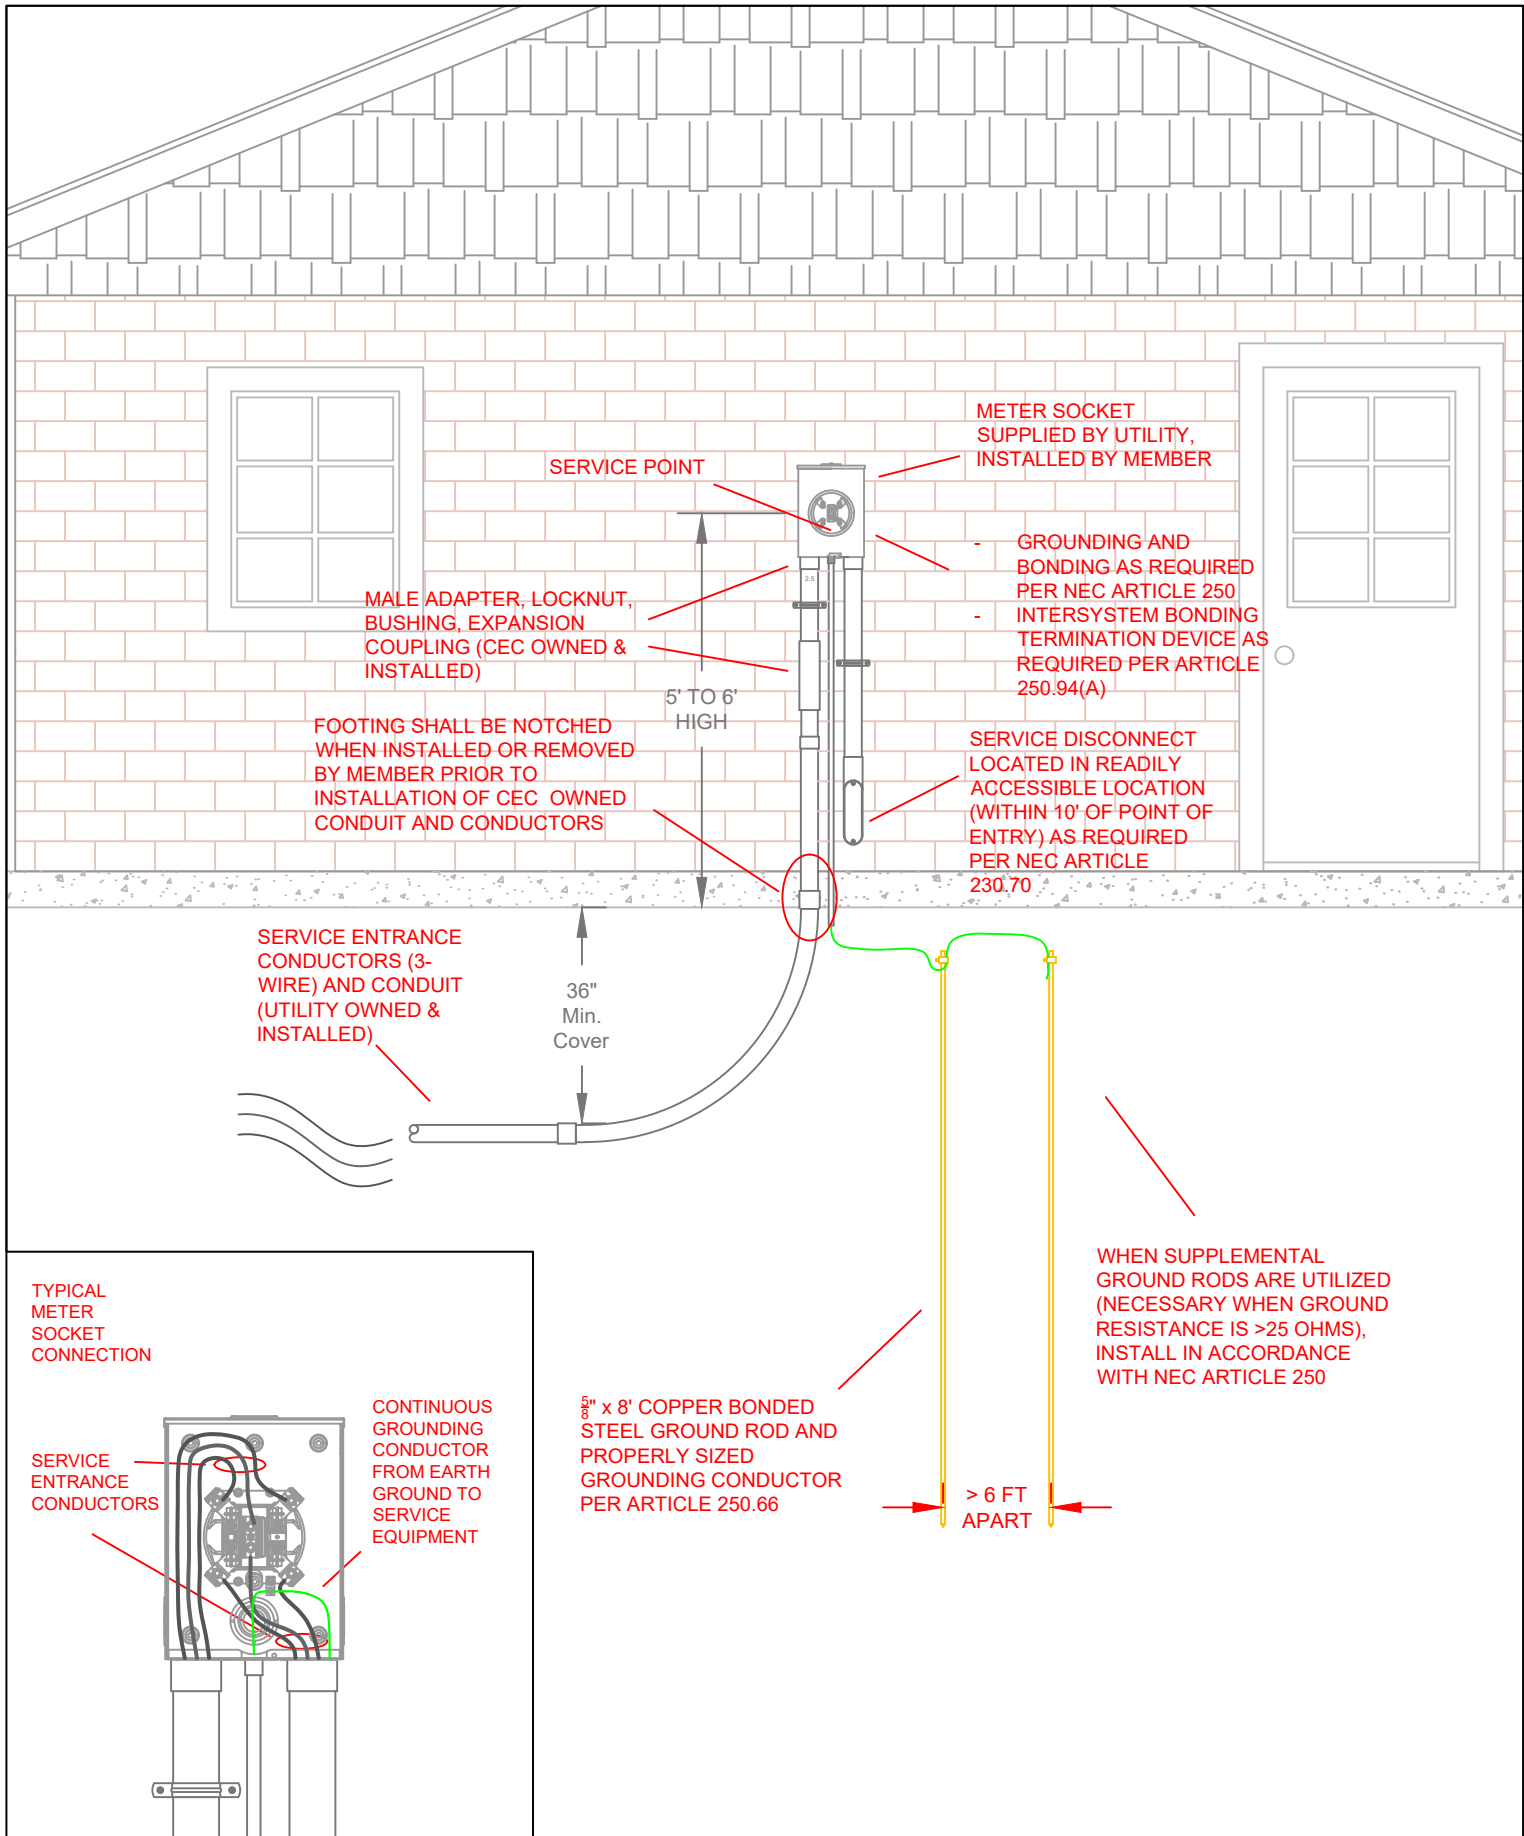 METER SOCKET
SUPPLIED BY UTILITY,
INSTALLED BY MEMBER
SERVICE POINT
- GROUNDING AND
BONDING AS REQUIRED
PER NEC ARTICLE 250
- INTERSYSTEM BONDING
TERMINATION DEVICE AS
REQUIRED PER ARTICLE
250.94(A)
2.5
MALE ADAPTER, LOCKNUT,
BUSHING, EXPANSION
COUPLING (CEC OWNED &
INSTALLED)
5' TO 6'
HIGH
FOOTING SHALL BE NOTCHED
WHEN INSTALLED OR REMOVED
BY MEMBER PRIOR TO
INSTALLATION OF CEC OWNED
CONDUIT AND CONDUCTORS
SERVICE DISCONNECT
LOCATED IN READILY
ACCESSIBLE LOCATION
(WITHIN 10' OF POINT OF
ENTRY) AS REQUIRED
PER NEC ARTICLE
230.70
SERVICE ENTRANCE
CONDUCTORS (3-
WIRE) AND CONDUIT
(UTILITY OWNED &
INSTALLED)
36"
Min.
Cover
WHEN SUPPLEMENTAL
GROUND RODS ARE UTILIZED
(NECESSARY WHEN GROUND
RESISTANCE IS >25 OHMS),
INSTALL IN ACCORDANCE
WITH NEC ARTICLE 250
5/8" x 8' COPPER BONDED
STEEL GROUND ROD AND
PROPERLY SIZED
GROUNDING CONDUCTOR
PER ARTICLE 250.66
> 6 FT
APART
TYPICAL
METER
SOCKET
CONNECTION
SERVICE
ENTRANCE
CONDUCTORS
CONTINUOUS
GROUNDING
CONDUCTOR
FROM EARTH
GROUND TO
SERVICE
EQUIPMENT